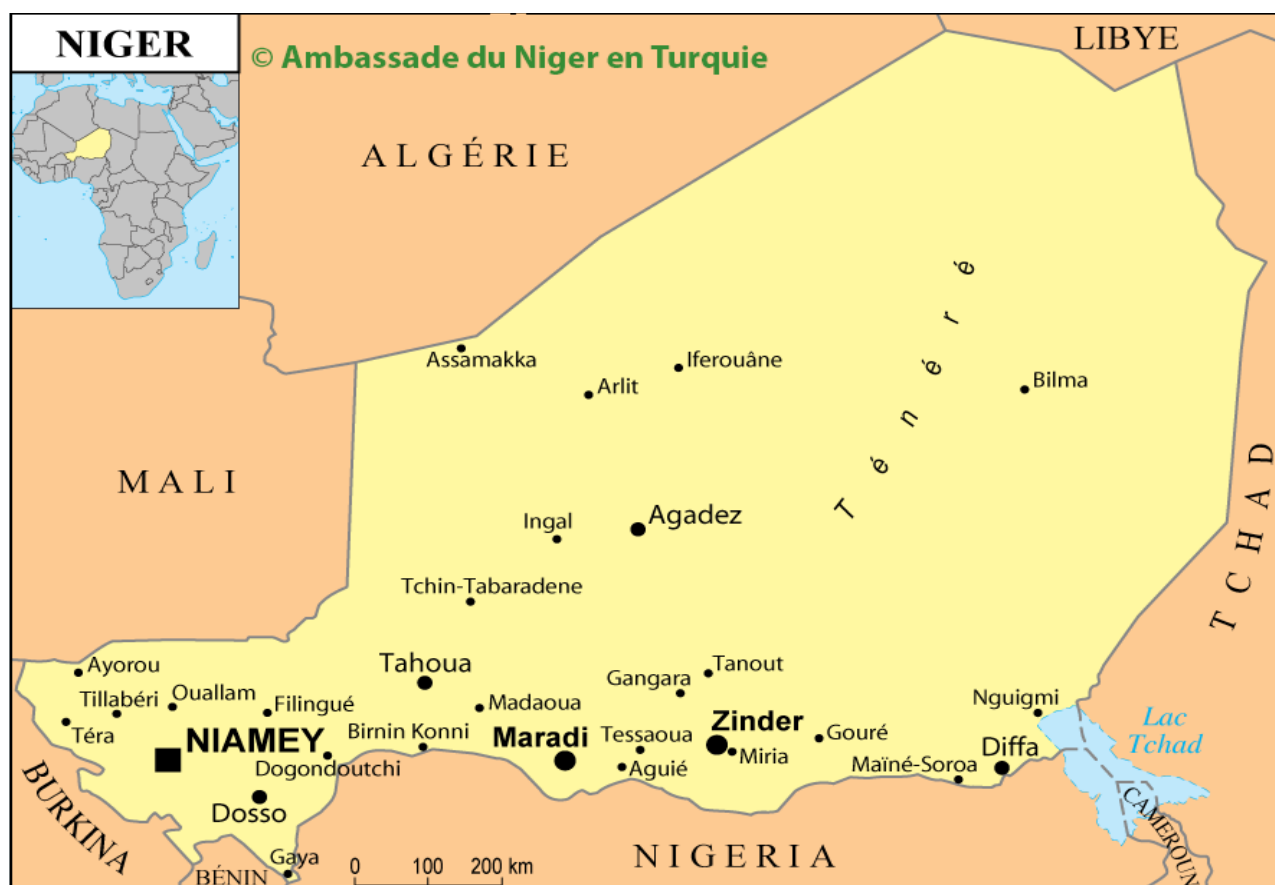 NIGER
© Ambassade du Niger en Turquie
LIBYE
ALGÉRIE
Assamakka
Iferouâne
Arlit
Bilma
Ténéré
MALI
TCHAD
Ingal
Agadez
Tchin-Tabaradene
Ayorou
Tahoua
Tanout
Gangara
Tillabéri
Ouallam
Filingué
Madaoua
Nguigmi
Téra
NIAMEY
Birnin Konni
Maradi
Tessaoua
Zinder
Gouré
Lac
Tchad
Diffa
Dogondoutchi
Aguié
Miria
Maïné-Soroa
BURKINA
Dosso
CAMEROUN
Gaya
BÉNIN
0 100 200 km
NIGERIA